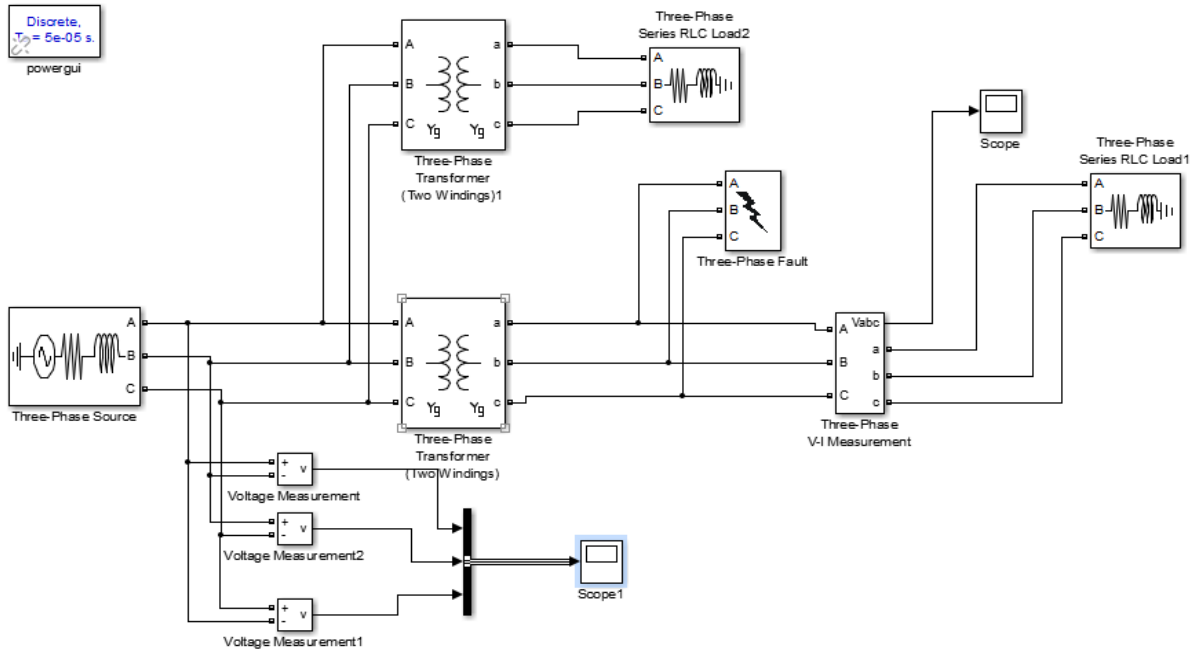 Discrete,
= 5e-05 s.
powergui
Three-Phase
Series RLC Load2
A
B
C
a
b
c
Yg Yg
A
B
C
Three-Phase
Transformer
(Two Windings)1
Scope
Three-Phase
Series RLC Load1
A
B
C
A
B
C
Three-Phase Fault
A
B
C
Three-Phase Source
A
B
C
a
b
c
Yg Yg
Three-Phase
Transformer
(Two Windings)
A
B
C
Vabc
a
b
c
Three-Phase
V-I Measurement
+
-
v
Voltage Measurement
+
-
v
Voltage Measurement2
+
-
v
Voltage Measurement1
Scope1